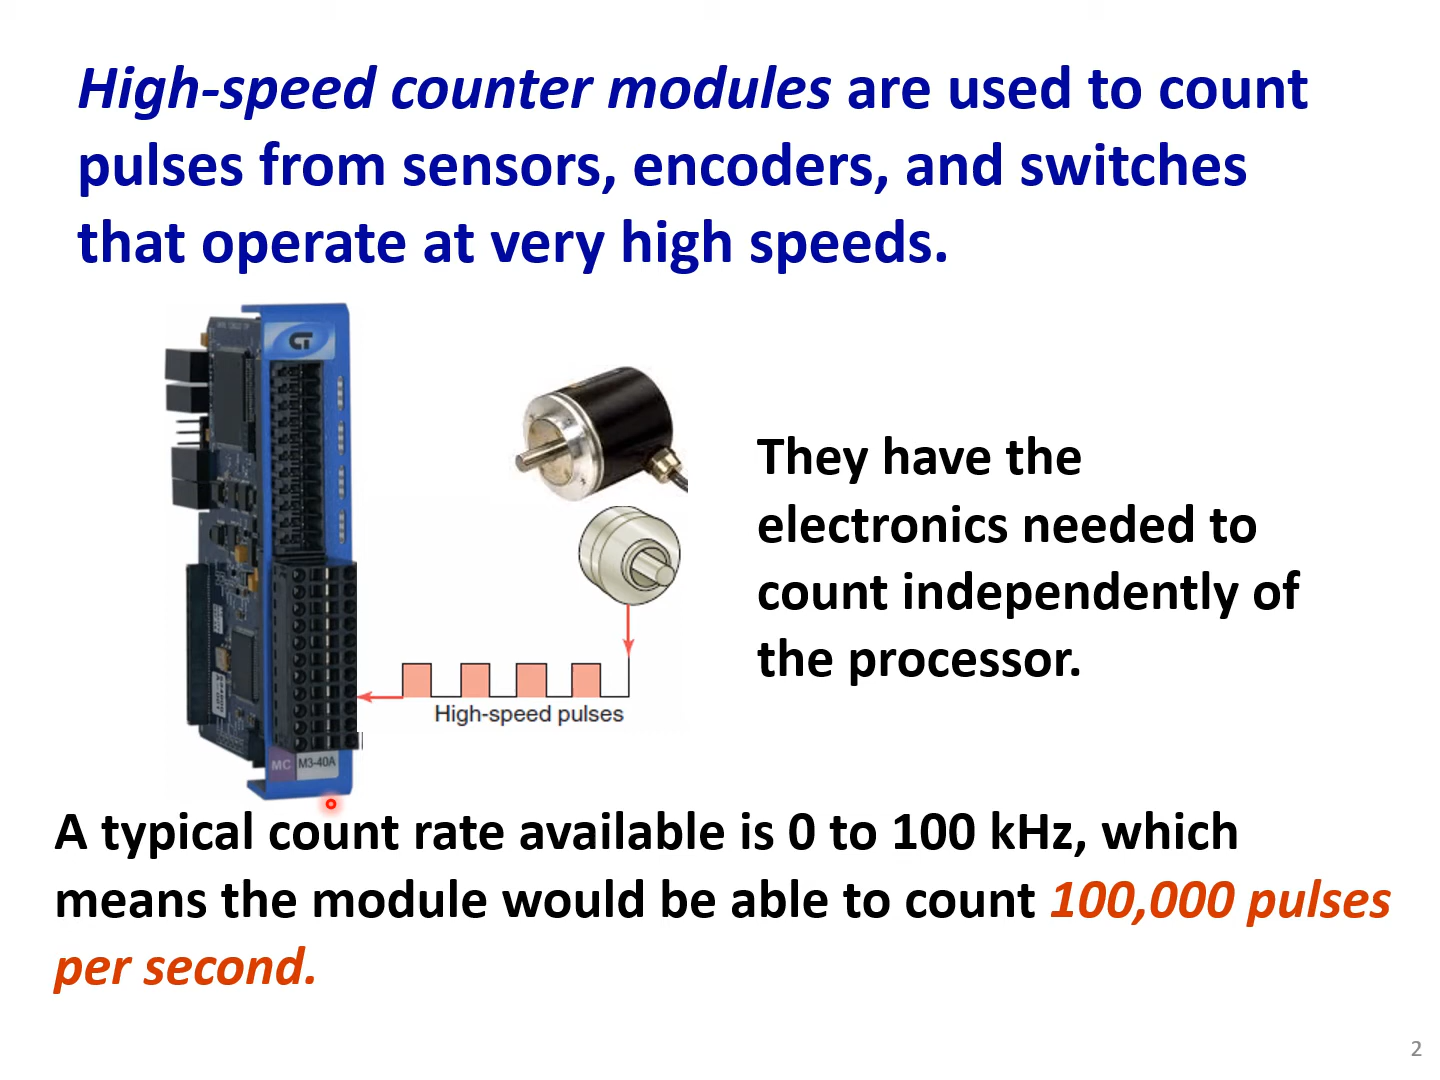 High-speed counter modules are used to count
pulses from sensors, encoders, and switches
that operate at very high speeds.
They have the
electronics needed to
count independently of
the processor.
High-speed pulses
MC M3-40A
A typical count rate available is 0 to 100 kHz, which
means the module would be able to count 100,000 pulses
per second.
2